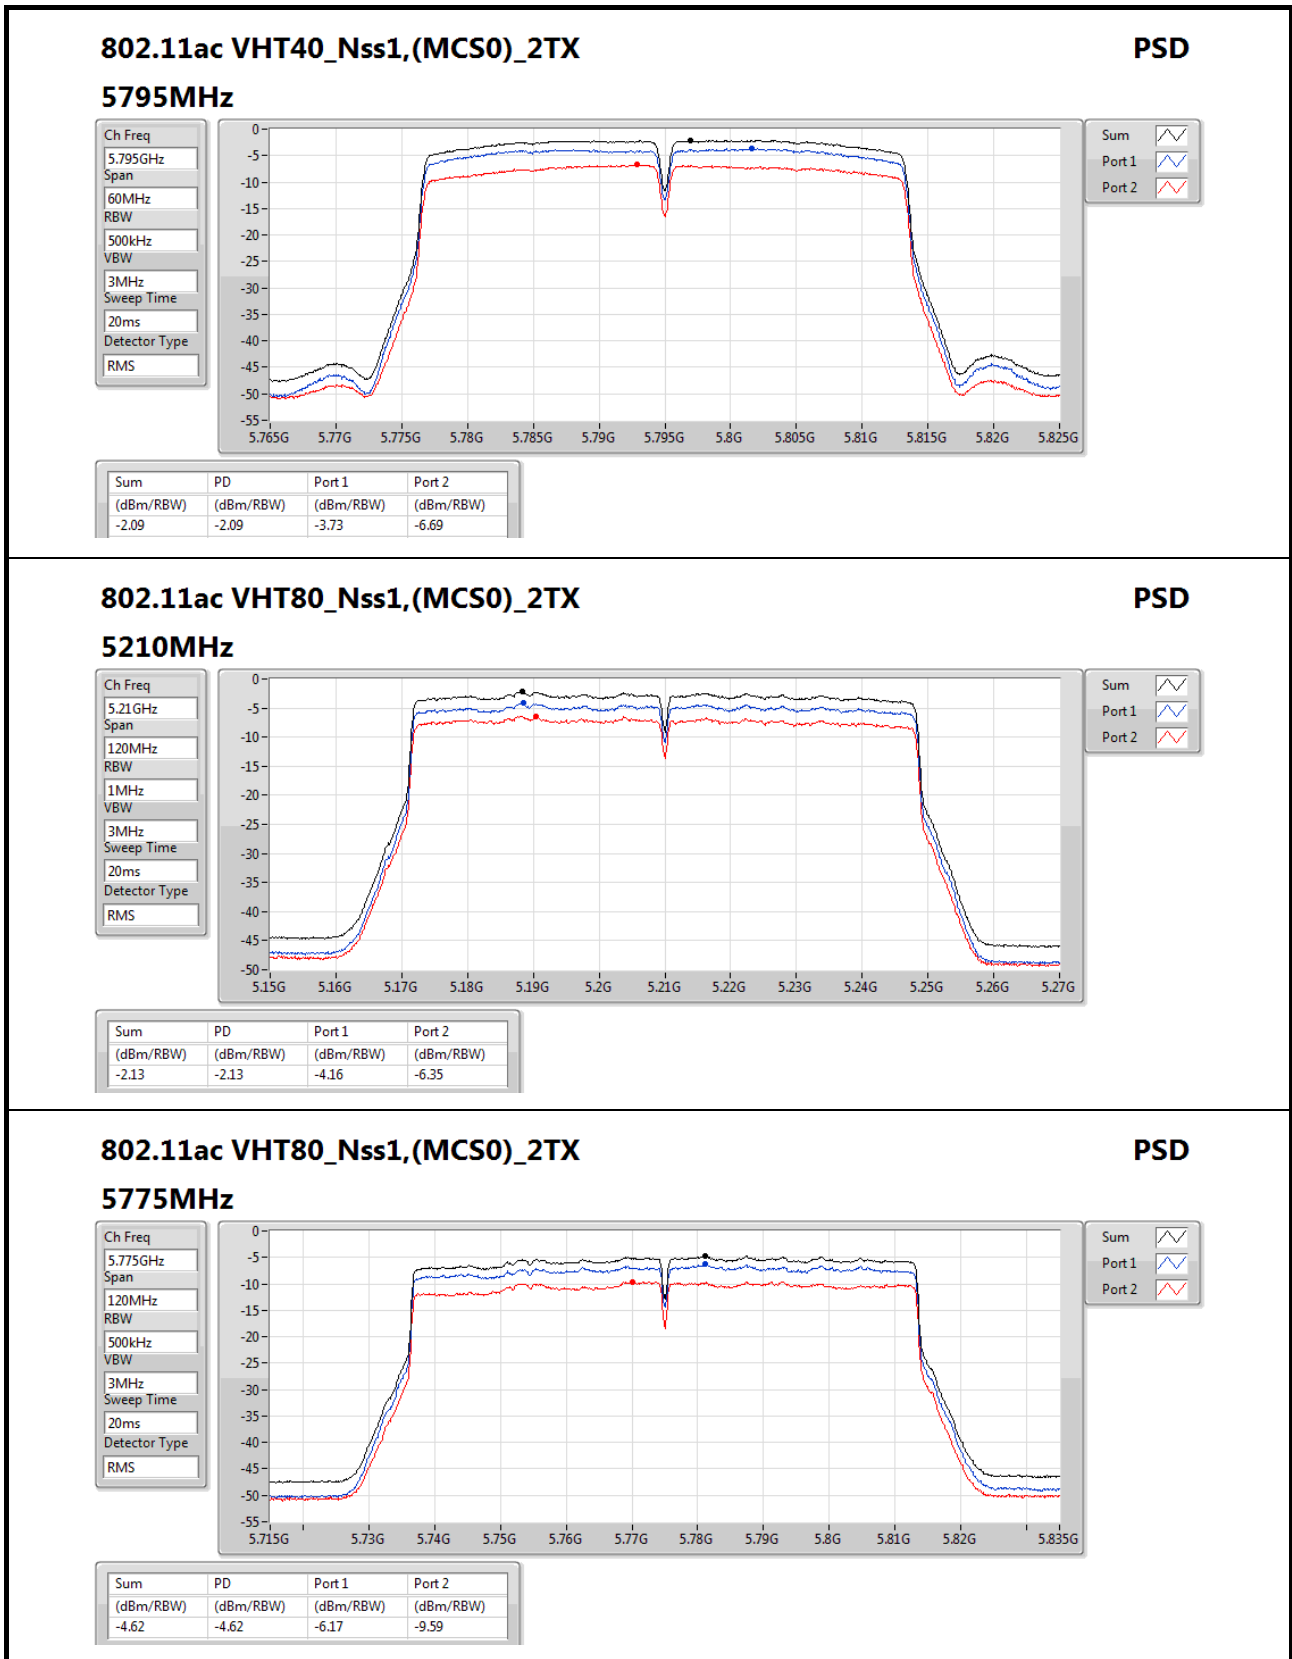 802.11ac VHT40_Nss1,(MCS0)_2TX PSD
5795MHz
Ch Freq
5.795GHz
Span
60MHz
RBW
500kHz
VBW
3MHz
Sweep Time
20ms
Detector Type
RMS
0
-5
-10
-15
-20
-25
-30
-35
-40
-45
-50
-55
5.765G 5.77G 5.775G 5.78G 5.785G 5.79G 5.795G 5.8G 5.805G 5.81G 5.815G 5.82G 5.825G
Sum
Port 1
Port 2
Sum PD Port 1 Port 2
(dBm/RBW) (dBm/RBW) (dBm/RBW) (dBm/RBW)
-2.09 -2.09 -3.73 -6.69
802.11ac VHT80_Nss1,(MCS0)_2TX PSD
5210MHz
Ch Freq
5.21GHz
Span
120MHz
RBW
1MHz
VBW
3MHz
Sweep Time
20ms
Detector Type
RMS
0
-5
-10
-15
-20
-25
-30
-35
-40
-45
-50
5.15G 5.16G 5.17G 5.18G 5.19G 5.2G 5.21G 5.22G 5.23G 5.24G 5.25G 5.26G 5.27G
Sum
Port 1
Port 2
Sum PD Port 1 Port 2
(dBm/RBW) (dBm/RBW) (dBm/RBW) (dBm/RBW)
-2.13 -2.13 -4.16 -6.35
802.11ac VHT80_Nss1,(MCS0)_2TX PSD
5775MHz
Ch Freq
5.775GHz
Span
120MHz
RBW
500kHz
VBW
3MHz
Sweep Time
20ms
Detector Type
RMS
0
-5
-10
-15
-20
-25
-30
-35
-40
-45
-50
-55
5.715G 5.73G 5.74G 5.75G 5.76G 5.77G 5.78G 5.79G 5.8G 5.81G 5.82G 5.835G
Sum
Port 1
Port 2
Sum PD Port 1 Port 2
(dBm/RBW) (dBm/RBW) (dBm/RBW) (dBm/RBW)
-4.62 -4.62 -6.17 -9.59